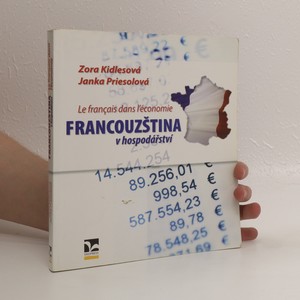 Zora Kidlesová
Janka Priesolová
Le français dans l'économie
FRANCOUZŠTINA
v hospodářství
14.544.254
89.256,01 €
998,54 €
587.554,23 €
89,78 €
78.548,25 €